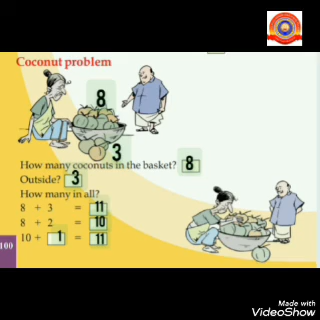 Coconut problem
8
3
How many coconuts in the basket? 8
Outside? 3
How many in all?
8 + 3 = 11
8 + 2 = 10
10 + 1 = 11
100
Made with
VideoShow